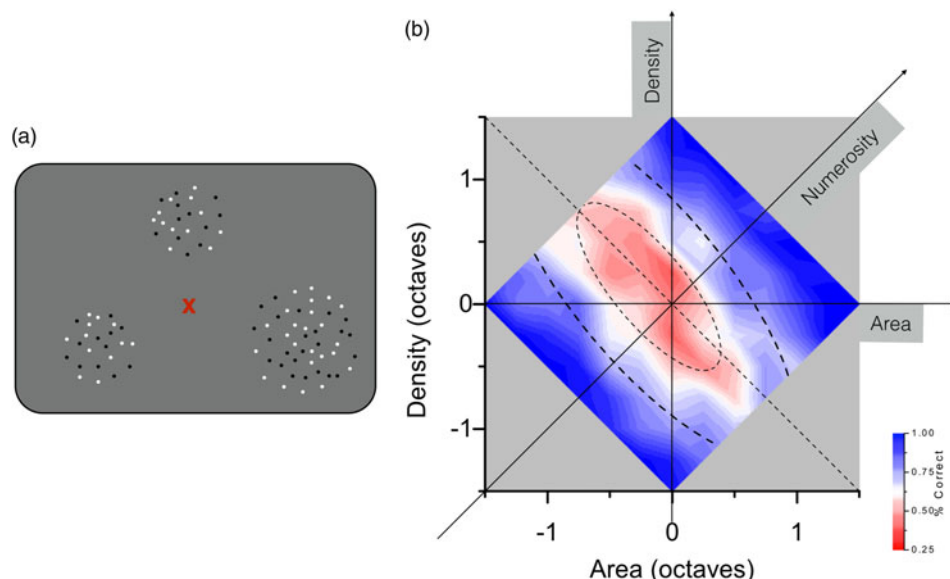 (a)
X
(b)
Density
Numerosity
Area
Density (octaves)
1
0
-1
-1
0
1
Area (octaves)
1.00
0.75
0.50
0.25
% Correct